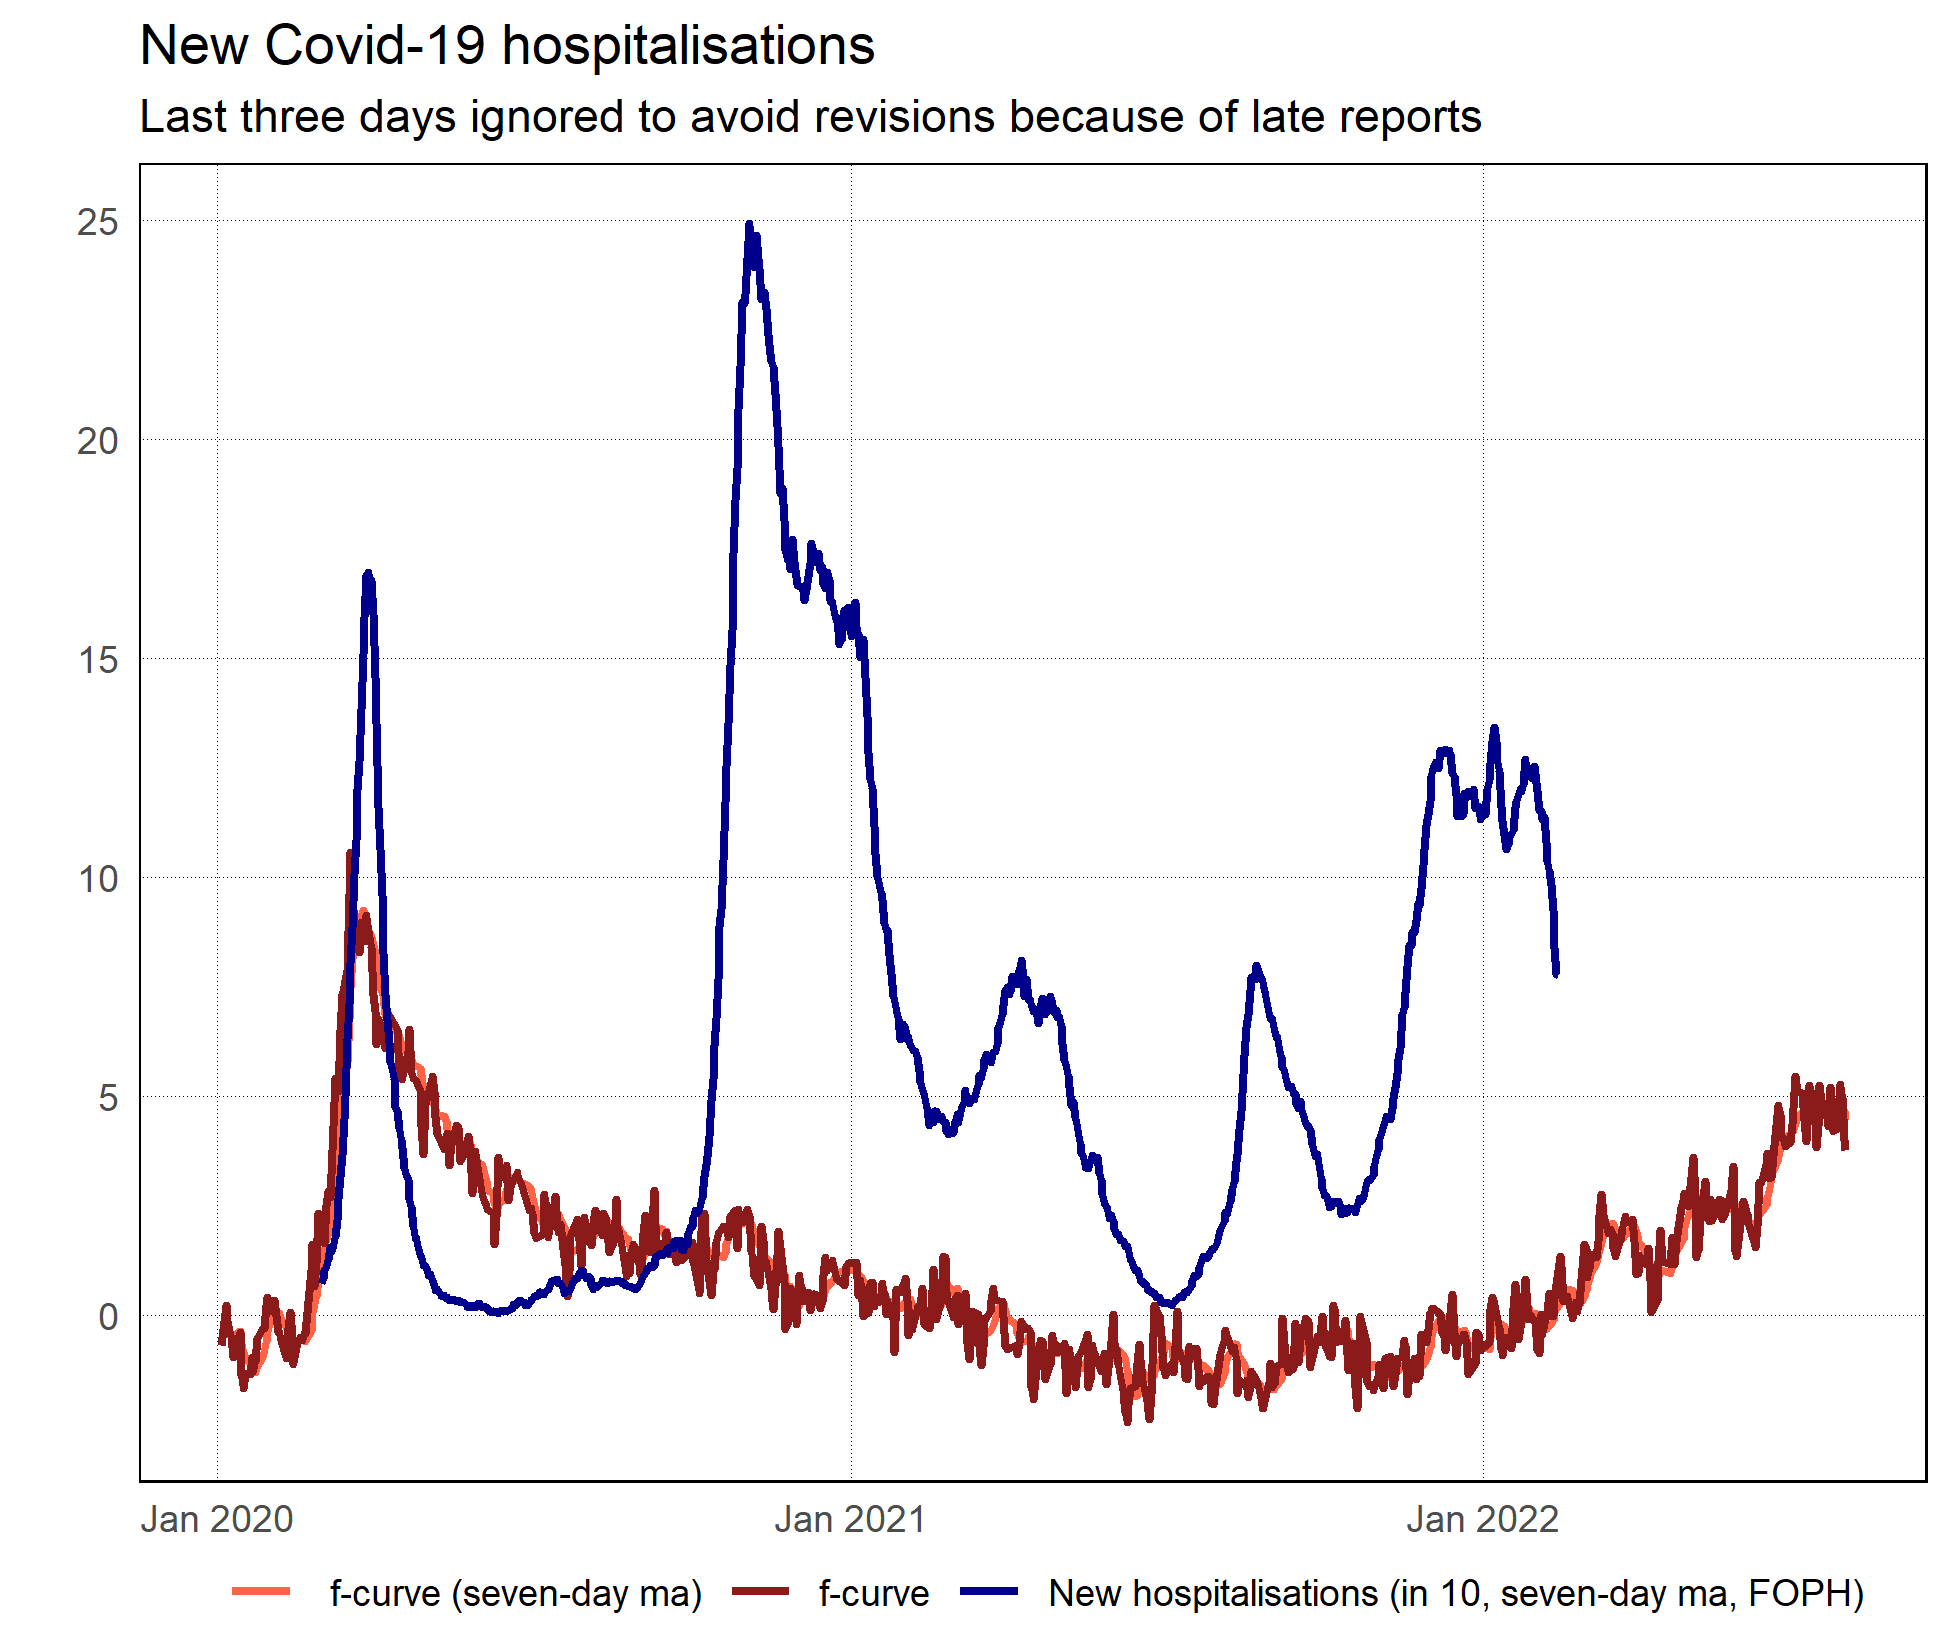 New Covid-19 hospitalisations
Last three days ignored to avoid revisions because of late reports
25
20
15
10
5
0
Jan 2020 Jan 2021 Jan 2022
f-curve (seven-day ma) f-curve New hospitalisations (in 10, seven-day ma, FOPH)